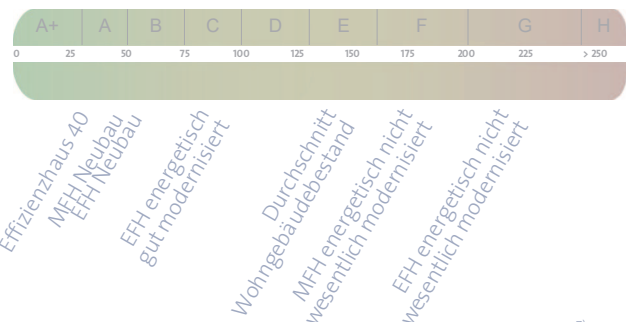 A+ A B C D E F G H
0 25 50 75 100 125 150 175 200 225 > 250
Effizienzhaus 40
MFH Neubau
EFH Neubau
EFH energetisch
gut modernisiert
Durchschnitt
Wohngebäudebestand
MFH energetisch nicht
wesentlich modernisiert
EFH energetisch nicht
wesentlich modernisiert